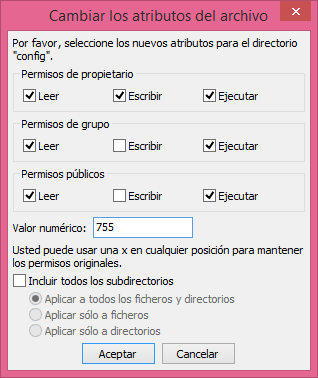 Cambiar los atributos del archivo
Por favor, seleccione los nuevos atributos para el directorio
"config".
Permisos de propietario
Leer Escribir Ejecutar
Permisos de grupo
Leer Escribir Ejecutar
Permisos públicos
Leer Escribir Ejecutar
Valor numérico: 755
Usted puede usar una x en cualquier posición para mantener
los permisos originales.
Incluir todos los subdirectorios
Aplicar a todos los ficheros y directorios
Aplicar sólo a ficheros
Aplicar sólo a directorios
Aceptar Cancelar